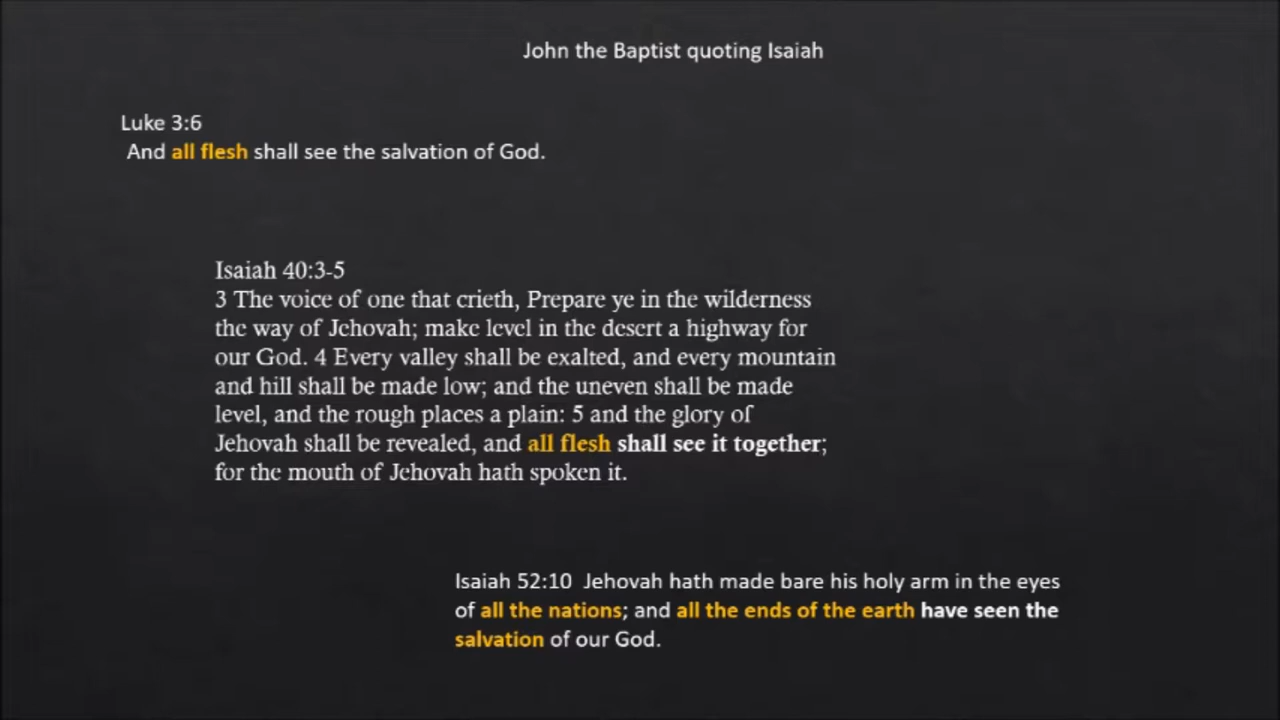 John the Baptist quoting Isaiah
Luke 3:6
And all flesh shall see the salvation of God.
Isaiah 40:3-5
3 The voice of one that crieth, Prepare ye in the wilderness
the way of Jehovah; make level in the desert a highway for
our God. 4 Every valley shall be exalted, and every mountain
and hill shall be made low; and the uneven shall be made
level, and the rough places a plain: 5 and the glory of
Jehovah shall be revealed, and all flesh shall see it together;
for the mouth of Jehovah hath spoken it.
Isaiah 52:10 Jehovah hath made bare his holy arm in the eyes
of all the nations; and all the ends of the earth have seen the
salvation of our God.